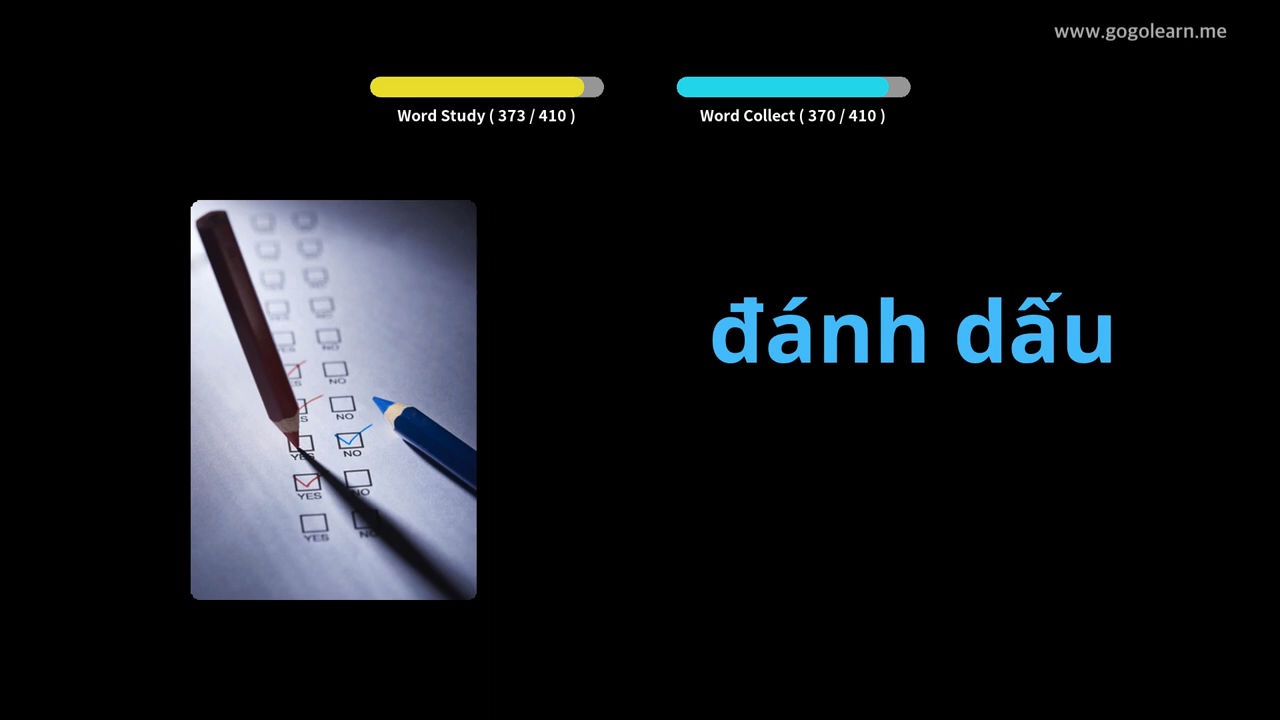 www.gogolearn.me
Word Study ( 373 / 410 )
Word Collect ( 370 / 410 )
đánh dấu
NO
NO
NO
YES
NO
YES
YES